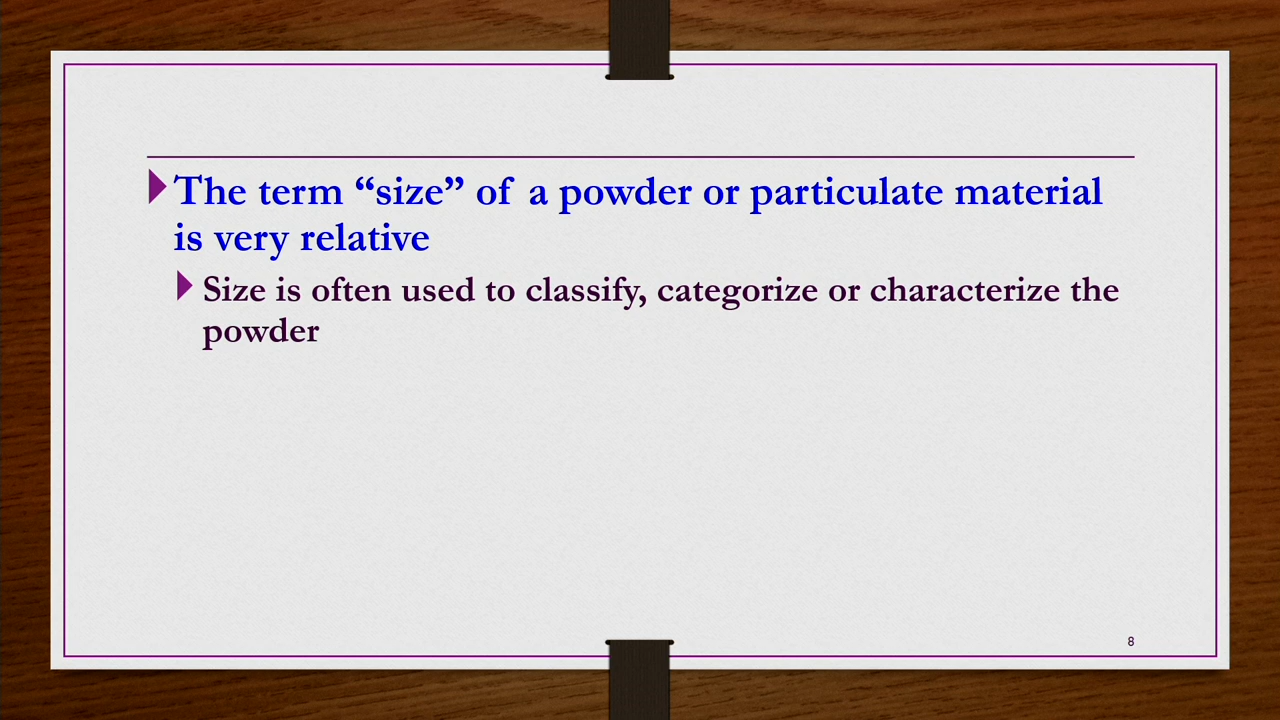 The term “size” of a powder or particulate material
is very relative
Size is often used to classify, categorize or characterize the
powder
8